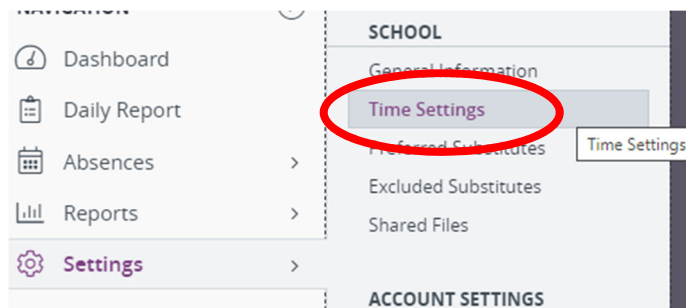 NAVIGATION
Dashboard
Daily Report
Absences
Reports
Settings
SCHOOL
General Information
Time Settings
Preferred Substitutes
Time Settings
Excluded Substitutes
Shared Files
ACCOUNT SETTINGS